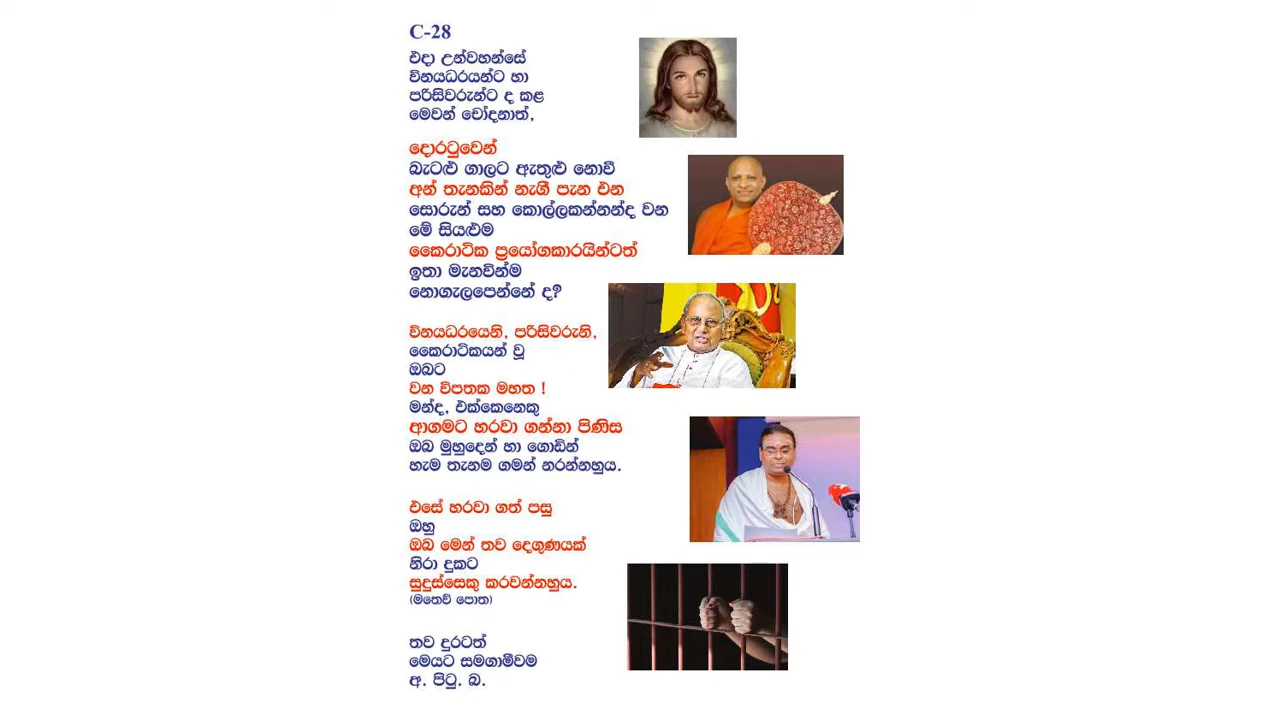 C-28
එදා උන්වහන්සේ
විනයධරයන්ට හා
පරිසිවරුන්ට ද කළ
මෙවන් චෝදනාත්,
දොරටුවෙන්
බැටළු ගාලට ඇතුළු නොවී
අන් තැනකින් නැගී පැන එන
සොරුන් සහ කොල්ලකන්නන්ද වන
මේ සියළුම
කෛරාටික ප්‍රයෝගකාරයින්ටත්
ඉතා මැනවින්ම
නොගැලපෙන්නේ ද?
විනයධරයෙනි, පරිසිවරුනි,
කෛරාටිකයන් වූ
ඔබට
වන විපතක මහත !
මන්ද, එක්කෙනෙකු
ආගමට හරවා ගන්නා පිණිස
ඔබ මුහුදෙන් හා ගොඩින්
හැම තැනම ගමන් කරන්නහුය.
එසේ හරවා ගත් පසු
ඔහු
ඔබ මෙන් තව දෙගුණයක්
නිරා දුකට
සුදුස්සෙකු කරවන්නහුය.
(මතෙව් පොත)
තව දුරටත්
මෙයට සමගාමීවම
අ. පිටු. බ.